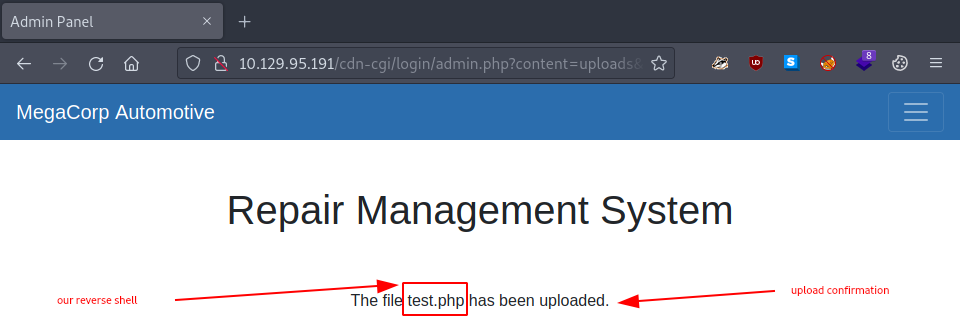 Admin Panel
10.129.95.191/cdn-cgi/login/admin.php?content=uploads&
8
MegaCorp Automotive
Repair Management System
our reverse shell
The file test.php has been uploaded.
upload confirmation